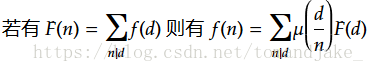 若有 F(n) = ∑_{n|d} f(d) 则有 f(n) = ∑_{n|d} μ(d/n) F(d)